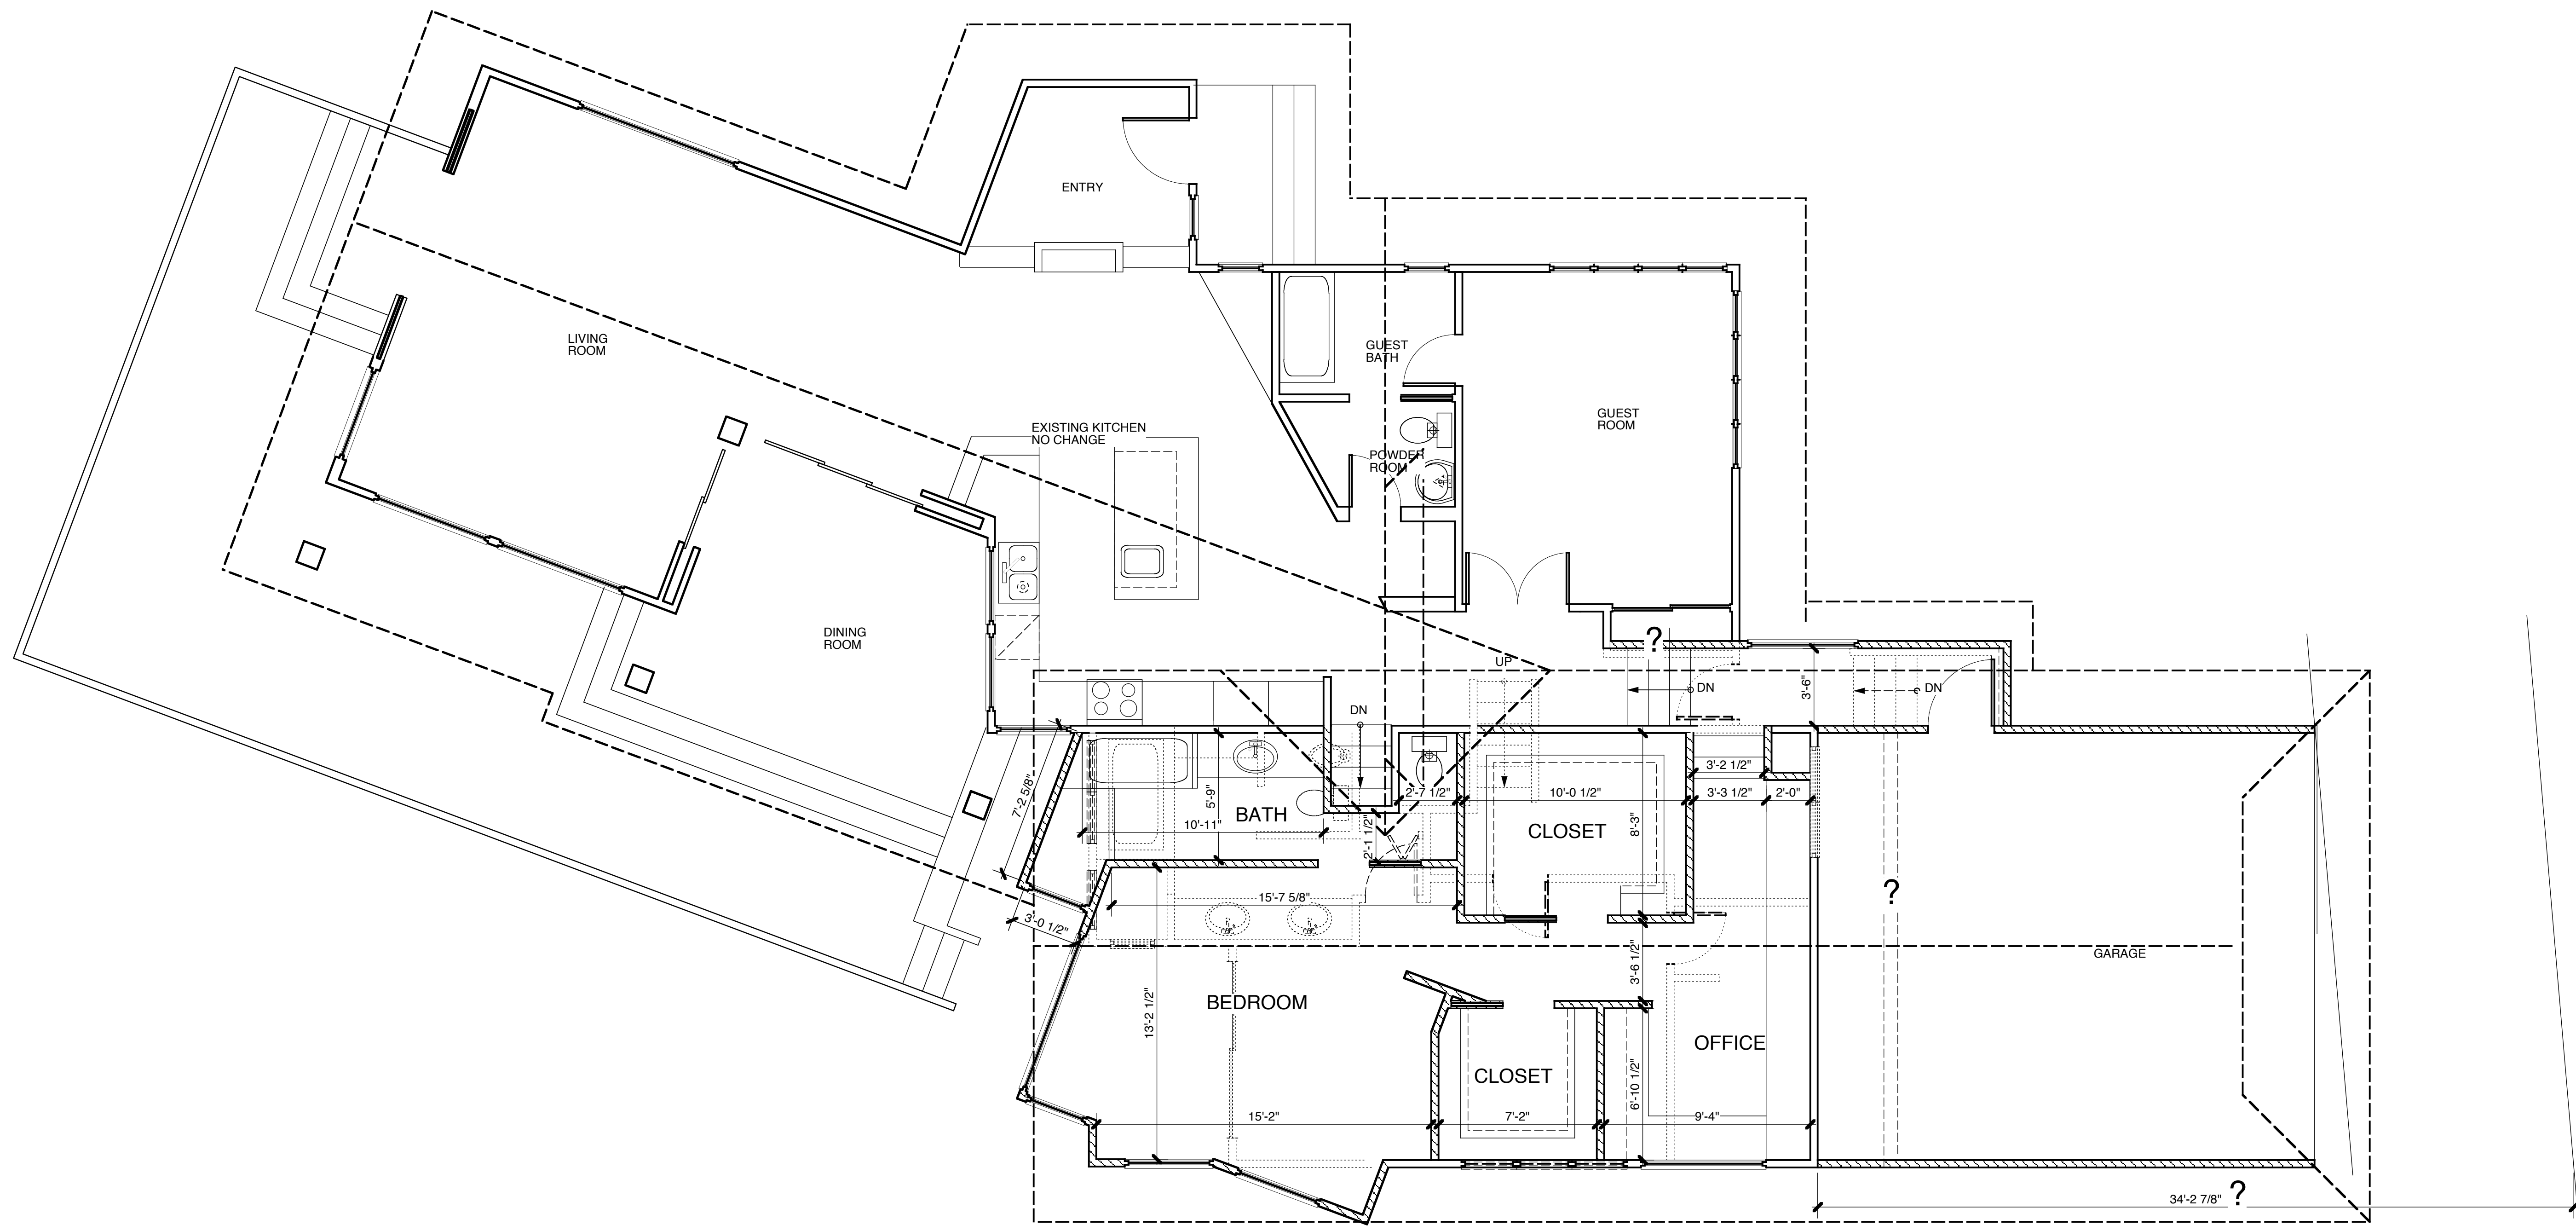 ENTRY
LIVING
ROOM
GUEST
BATH
GUEST
ROOM
EXISTING KITCHEN
NO CHANGE
POWDER
ROOM
DINING
ROOM
?
UP
DN
3'-6"
DN
DN
7'-2 5/8"
5'-9"
BATH
10'-11"
2'-7 1/2"
2'-1 1/2"
10'-0 1/2"
CLOSET
8'-3"
3'-2 1/2"
3'-3 1/2"
2'-0"
?
15'-7 5/8"
3'-0 1/2"
GARAGE
3'-6 1/2"
BEDROOM
13'-2 1/2"
OFFICE
CLOSET
6'-10 1/2"
15'-2"
7'-2"
9'-4"
34'-2 7/8"
?